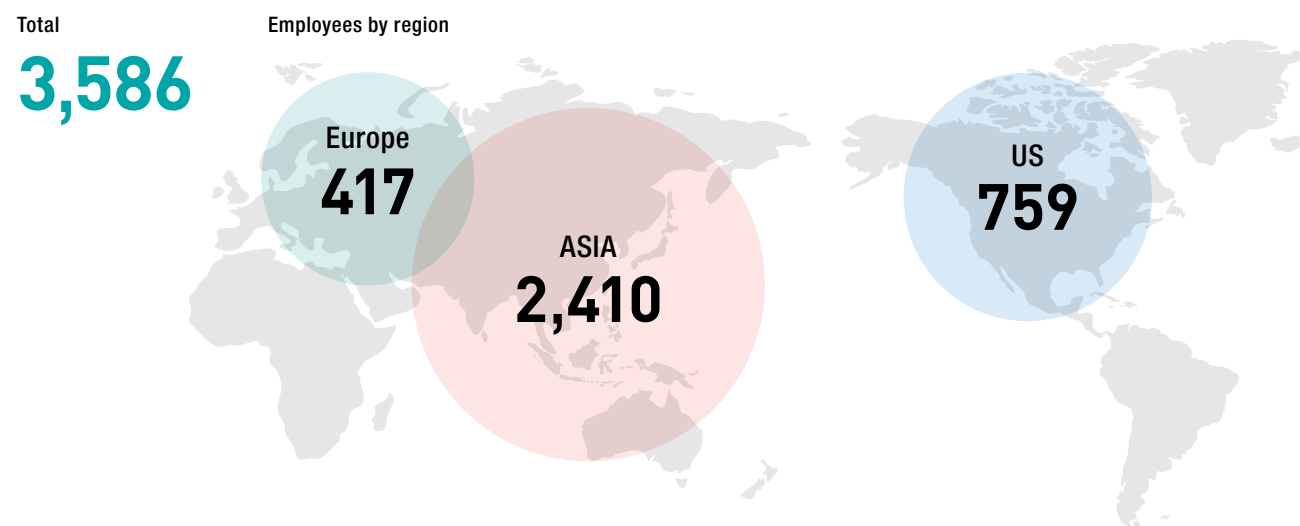 Total
3,586
Employees by region
Europe
417
ASIA
2,410
US
759